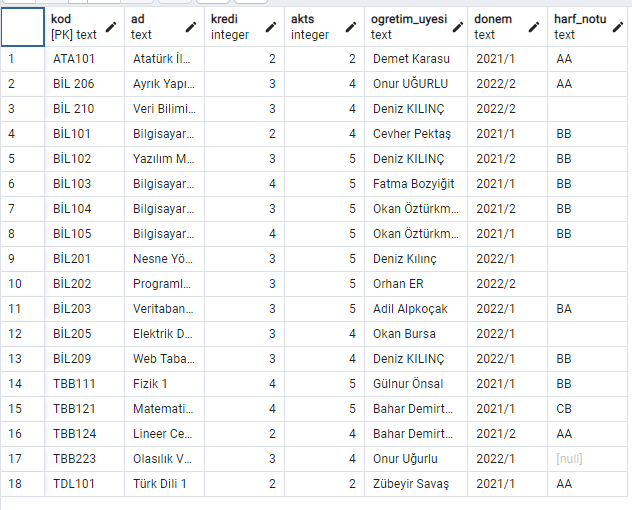 kod ad kredi akts ogretim_uyesi donem harf_notu
[PK] text text integer integer text text text
1 ATA101 Atatürk İl... 2 2 Demet Karasu 2021/1 AA
2 BİL 206 Ayrık Yapı... 3 4 Onur UĞURLU 2022/2 AA
3 BİL 210 Veri Bilimi... 3 4 Deniz KILINÇ 2022/2
4 BİL101 Bilgisayar... 2 4 Cevher Pektaş 2021/1 BB
5 BİL102 Yazılım M... 3 5 Deniz KILINÇ 2021/2 BB
6 BİL103 Bilgisayar... 4 5 Fatma Bozyiğit 2021/1 BB
7 BİL104 Bilgisayar... 3 5 Okan Öztürkm... 2021/2 BB
8 BİL105 Bilgisayar... 4 5 Okan Öztürkm... 2021/1 BB
9 BİL201 Nesne Yö... 3 5 Deniz Kılınç 2022/1
10 BİL202 Programl... 3 5 Orhan ER 2022/2
11 BİL203 Veritaban... 3 5 Adil Alpkoçak 2022/1 BA
12 BİL205 Elektrik D... 3 4 Okan Bursa 2022/1
13 BİL209 Web Taba... 3 4 Deniz KILINÇ 2022/1 BB
14 TBB111 Fizik 1 4 5 Gülnur Önsal 2021/1 BB
15 TBB121 Matemati... 4 5 Bahar Demirt... 2021/1 CB
16 TBB124 Lineer Ce... 2 4 Bahar Demirt... 2021/2 AA
17 TBB223 Olasılık V... 3 4 Onur Uğurlu 2022/1 [null]
18 TDL101 Türk Dili 1 2 2 Zübeyir Savaş 2021/1 AA